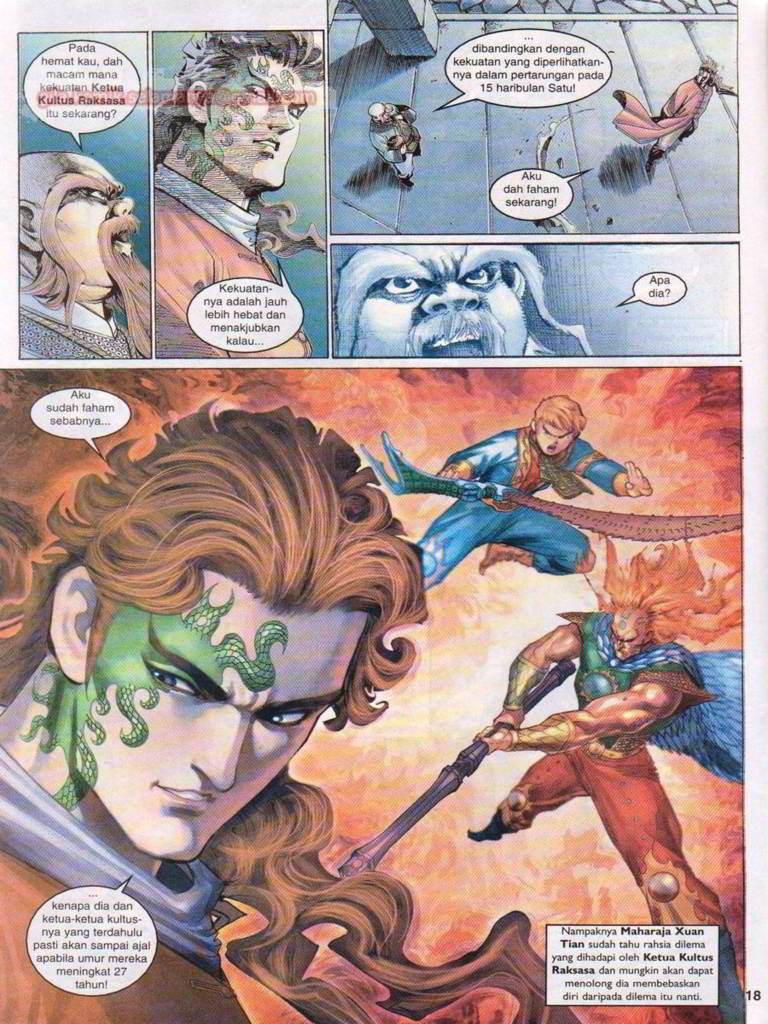 Pada
hemat kau, dah
macam mana
kekuatan Ketua
Kultus Raksasa
itu sekarang?
Kekuatan-
nya adalah jauh
lebih hebat dan
menakjubkan
kalau...
...
dibandingkan dengan
kekuatan yang diperlihatkan-
nya dalam pertarungan pada
15 haribulan Satu!
Aku
dah faham
sekarang!
Apa
dia?
Aku
sudah faham
sebabnya...
...
kenapa dia dan
ketua-ketua kultus-
nya yang terdahulu
pasti akan sampai ajal
apabila umur mereka
meningkat 27
tahun!
Nampaknya Maharaja Xuan
Tian sudah tahu rahsia dilema
yang dihadapi oleh Ketua Kultus
Raksasa dan mungkin akan dapat
menolong dia membebaskan
diri daripada dilema itu nanti.
18